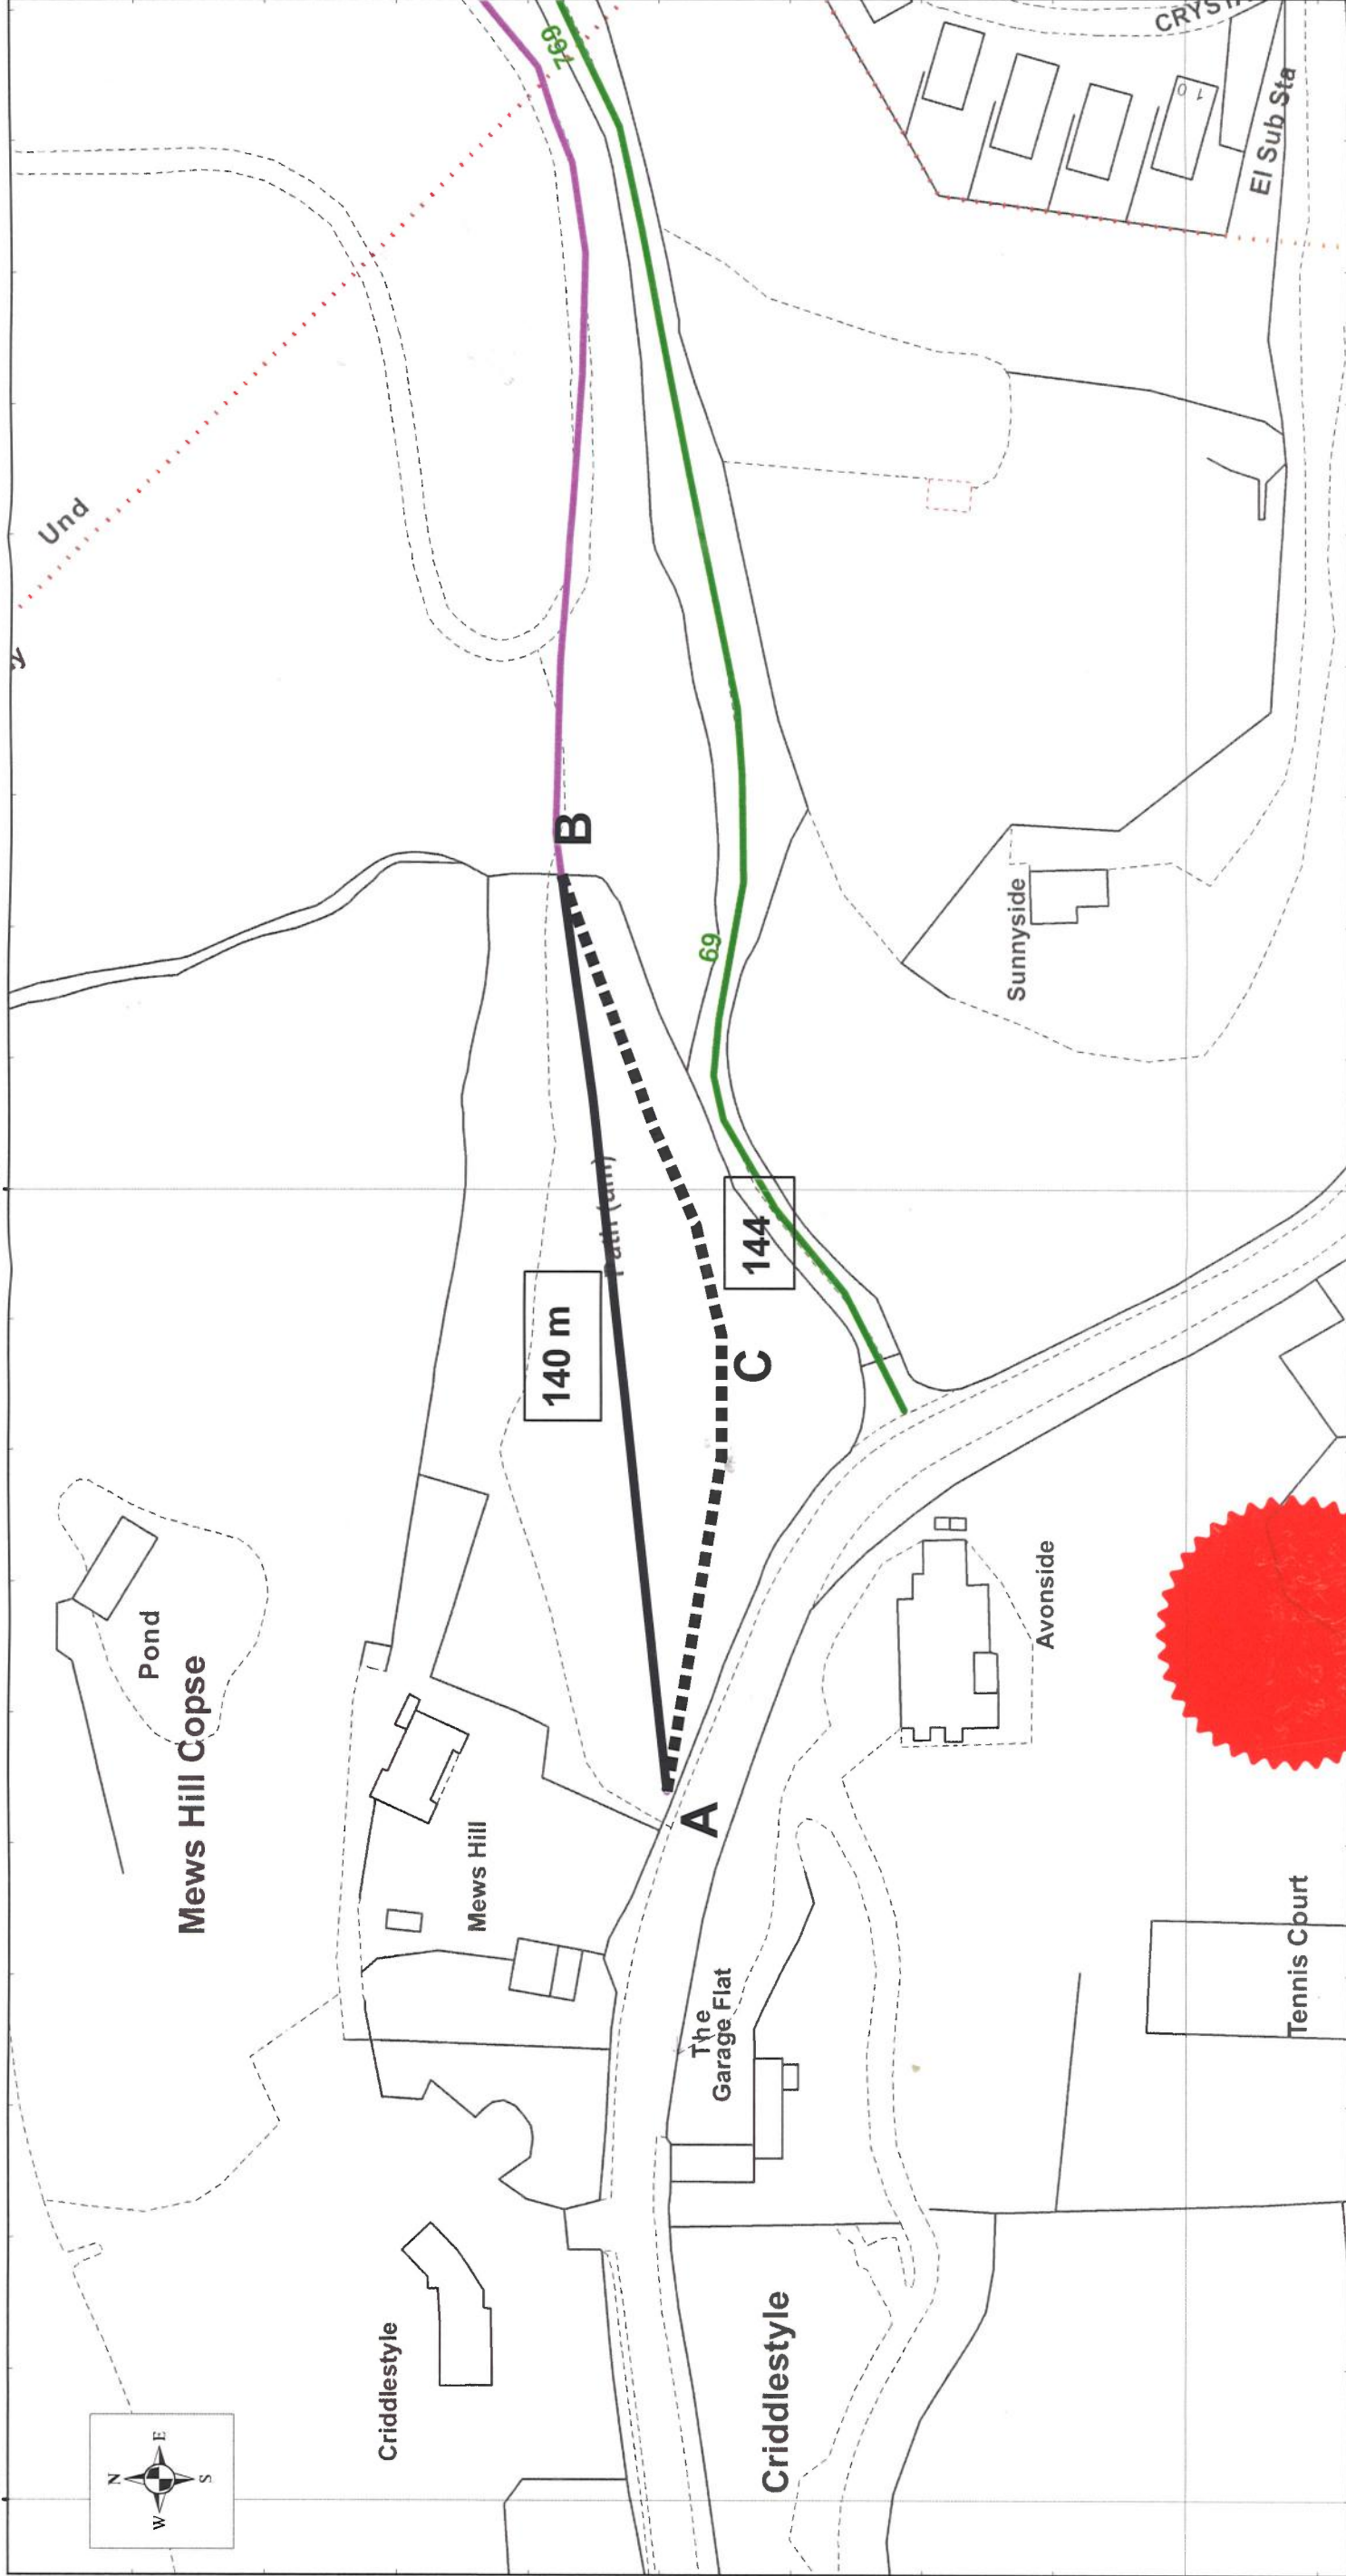 N
W E
S
Criddlestyle
Criddlestyle
Mews Hill Copse
Pond
Mews Hill
The
Garage Flat
A
140 m
Path (um)
C
144
B
69
769
Und
Avonside
Tennis Court
Sunnyside
El Sub Sta
10